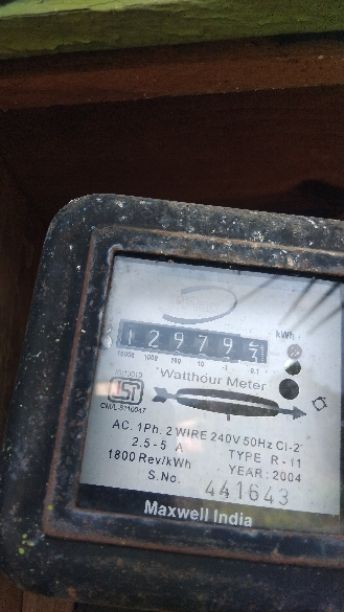 kWh
129793
10000 1000 100 10 1 0.1
Watthour Meter
ISI
AC. 1Ph. 2 WIRE 240V 50Hz Cl-2
2.5-5 A TYPE R-11
1800 Rev/kWh YEAR: 2004
S.No. 441643
Maxwell India